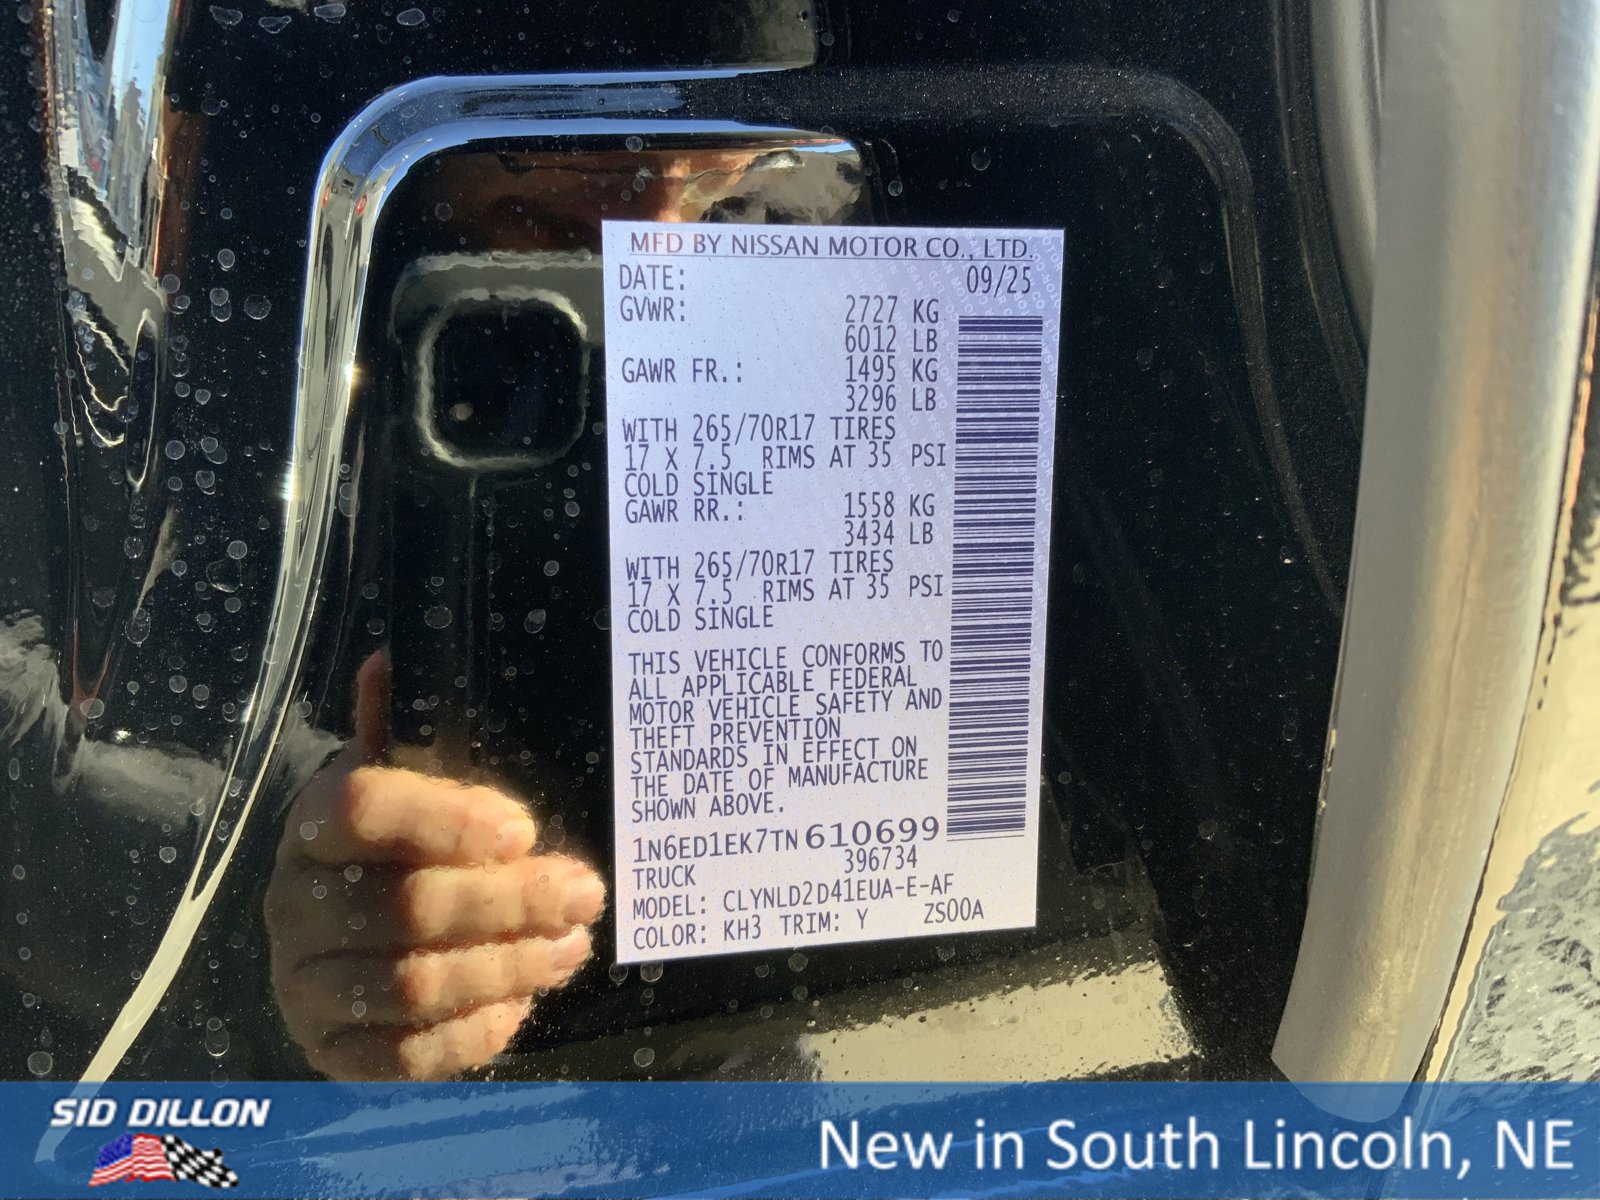 MFD BY NISSAN MOTOR CO., LTD.
DATE: 09/25
GVWR: 2727 KG
6012 LB
GAWR FR.: 1495 KG
3296 LB
WITH 265/70R17 TIRES
17 X 7.5 RIMS AT 35 PSI
COLD SINGLE
GAWR RR.: 1558 KG
3434 LB
WITH 265/70R17 TIRES
17 X 7.5 RIMS AT 35 PSI
COLD SINGLE
THIS VEHICLE CONFORMS TO
ALL APPLICABLE FEDERAL
MOTOR VEHICLE SAFETY AND
THEFT PREVENTION
STANDARDS IN EFFECT ON
THE DATE OF MANUFACTURE
SHOWN ABOVE.
1N6ED1EK7TN610699
TRUCK 396734
MODEL: CLYNLD2D41EUA-E-AF
COLOR: KH3 TRIM: Y ZS00A
SID DILLON
New in South Lincoln, NE